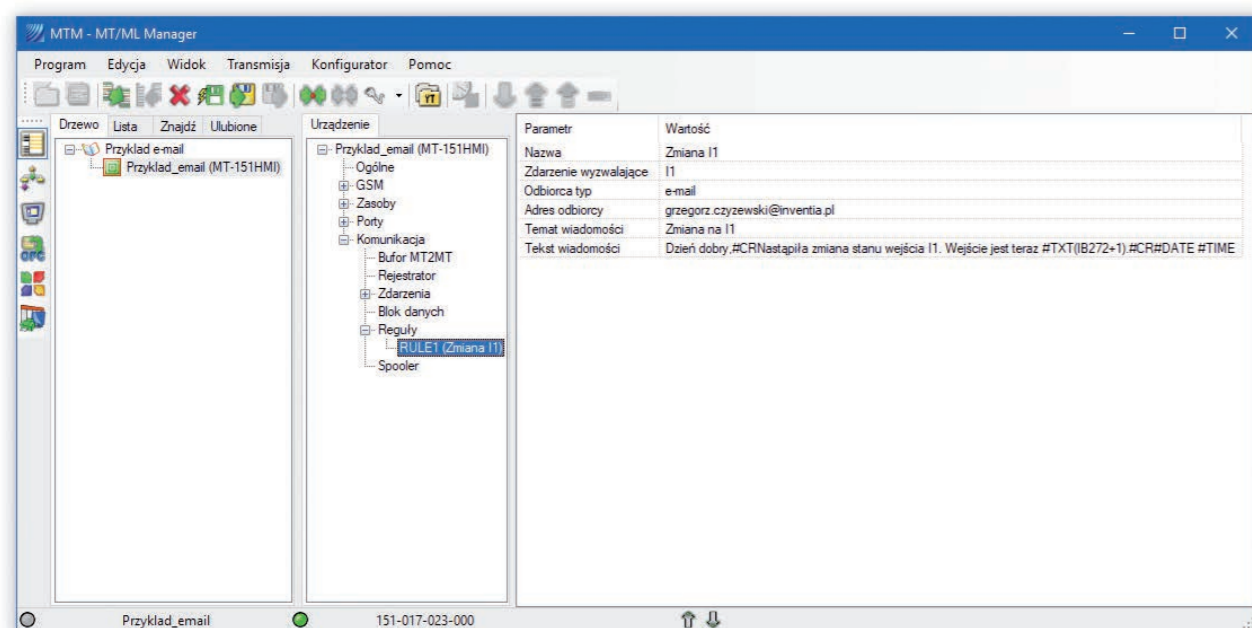 MTM - MT/ML Manager
Program Edycja Widok Transmisja Konfigurator Pomoc
Drzewo Lista Znajdź Ulubione
Przyklad e-mail
Przyklad_email (MT-151HMI)
Urządzenie
Przyklad_email (MT-151HMI)
Ogólne
GSM
Zasoby
Porty
Komunikacja
Bufor MT2MT
Rejestrator
Zdarzenia
Blok danych
Reguły
RULE1 (Zmiana I1)
Spooler
Parametr Wartość
Nazwa Zmiana I1
Zdarzenie wyzwalające I1
Odbiorca typ e-mail
Adres odbiorcy grzegorz.czyzewski@inventia.pl
Temat wiadomości Zmiana na I1
Tekst wiadomości Dzień dobry,#CRNastąpiła zmiana stanu wejścia I1. Wejście jest teraz #TXT(IB272+1).#CR#DATE #TIME
Przyklad_email 151-017-023-000